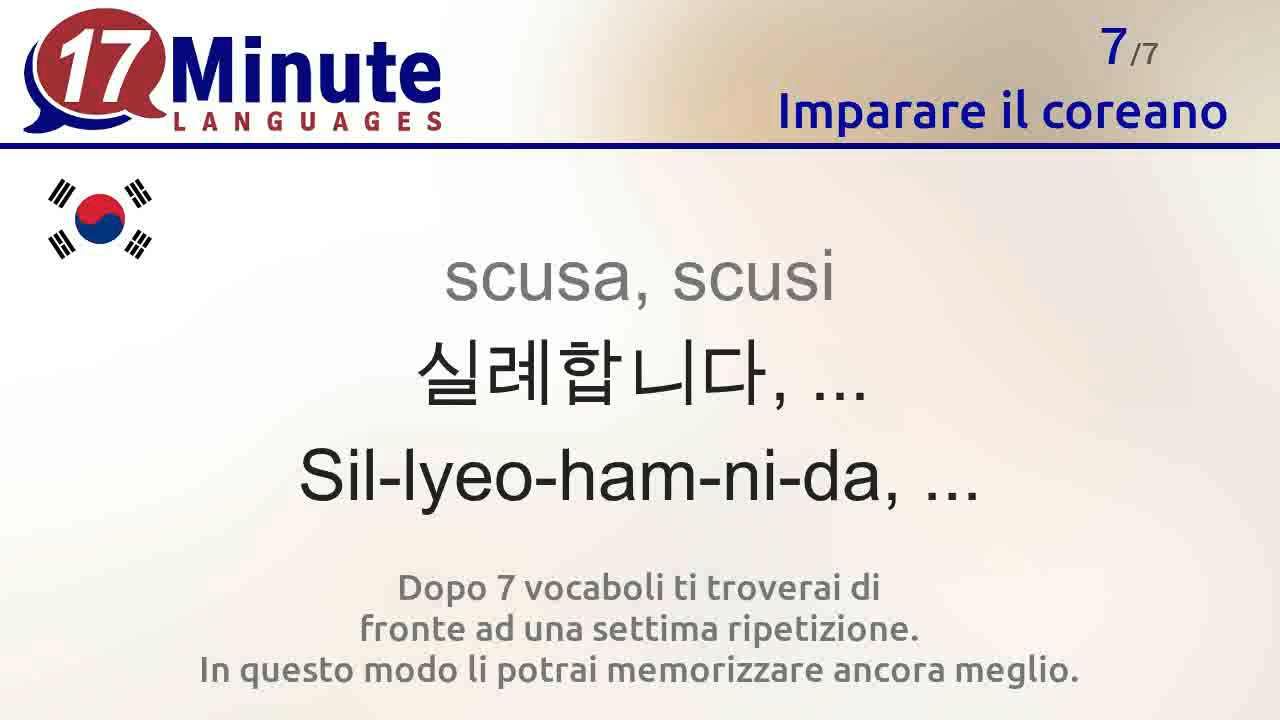 17 Minute
LANGUAGES
7/7
Imparare il coreano
scusa, scusi
실례합니다, ...
Sil-lyeo-ham-ni-da, ...
Dopo 7 vocaboli ti troverai di
fronte ad una settima ripetizione.
In questo modo li potrai memorizzare ancora meglio.